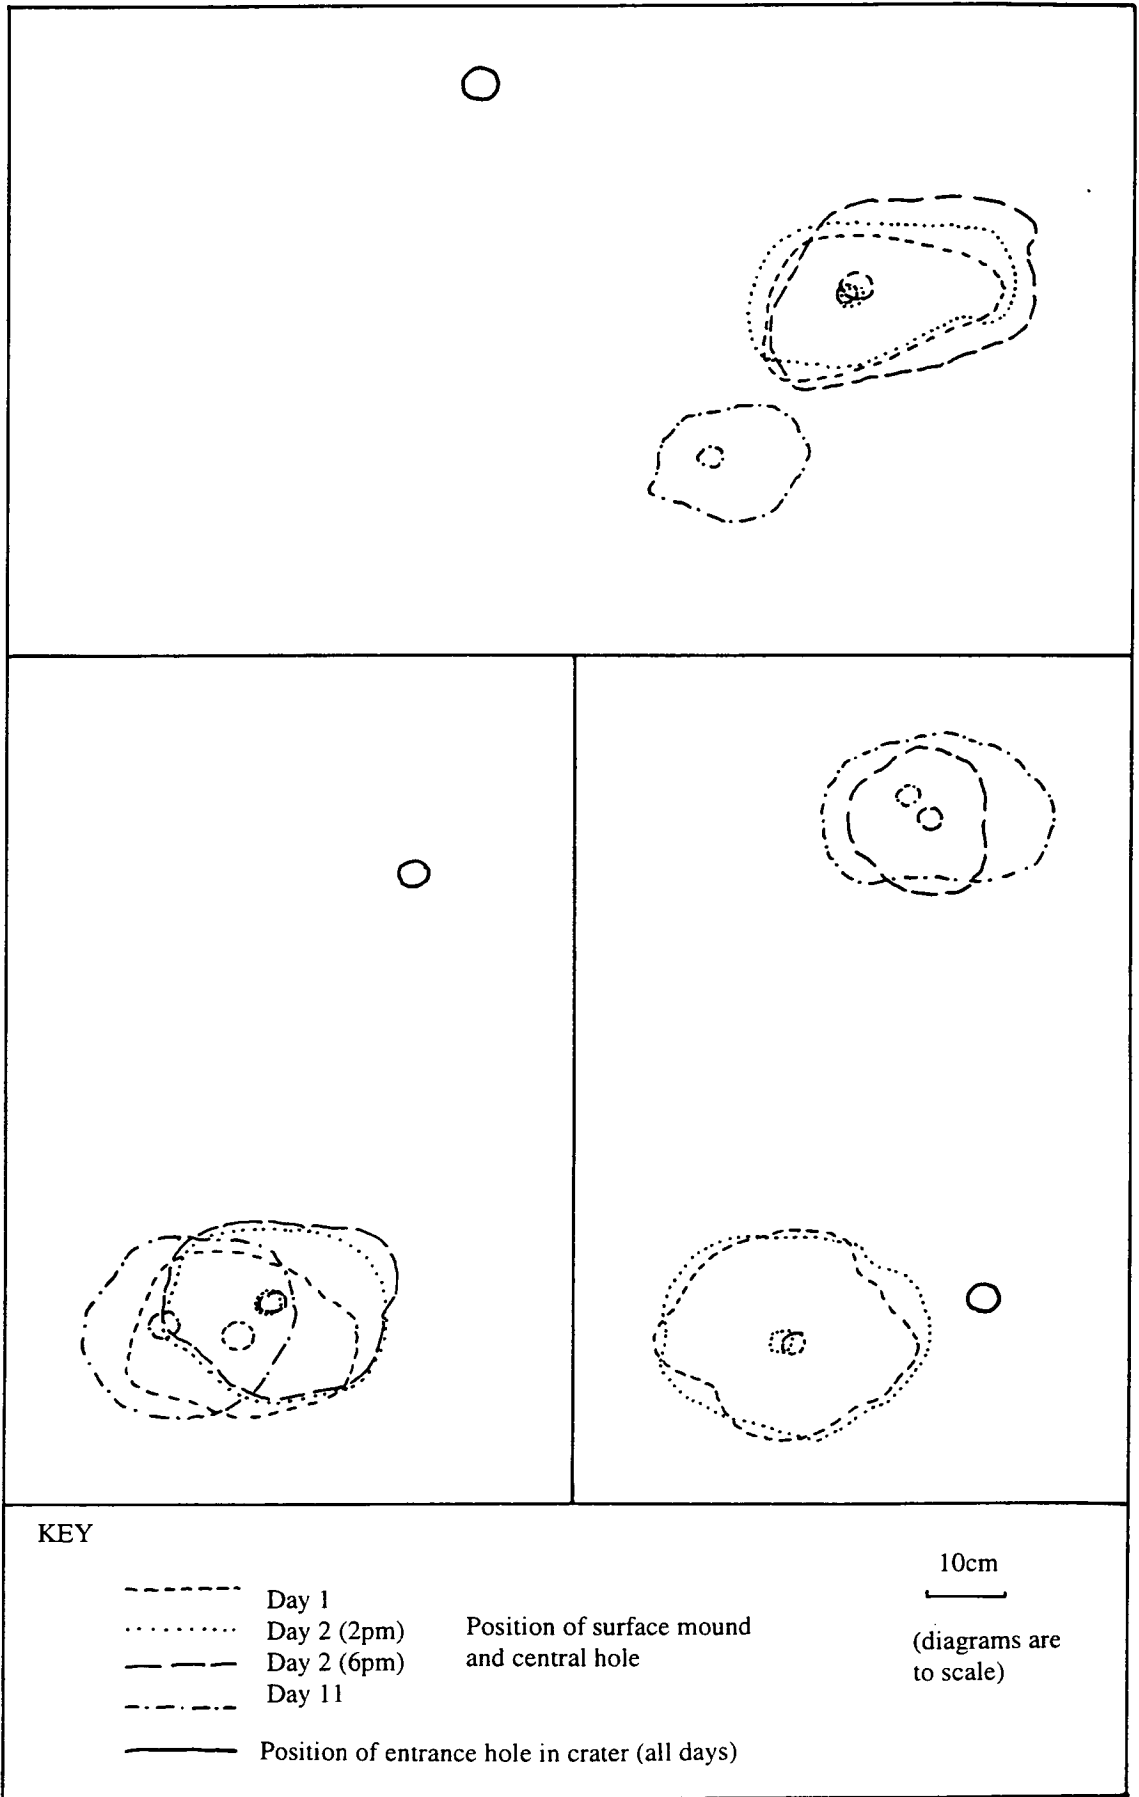 KEY
Day 1
Day 2 (2pm)
Day 2 (6pm)
Day 11
Position of surface mound
and central hole
10cm
(diagrams are
to scale)
Position of entrance hole in crater (all days)